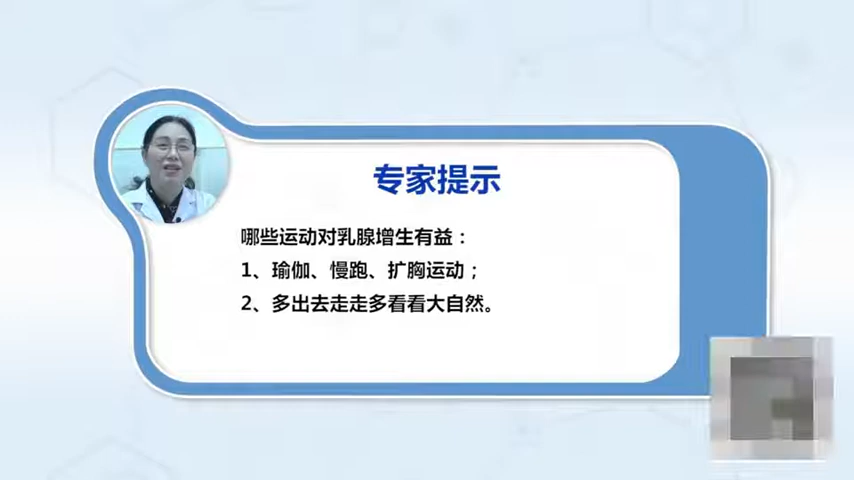 专家提示
哪些运动对乳腺增生有益：
1、瑜伽、慢跑、扩胸运动；
2、多出去走走多看看大自然。